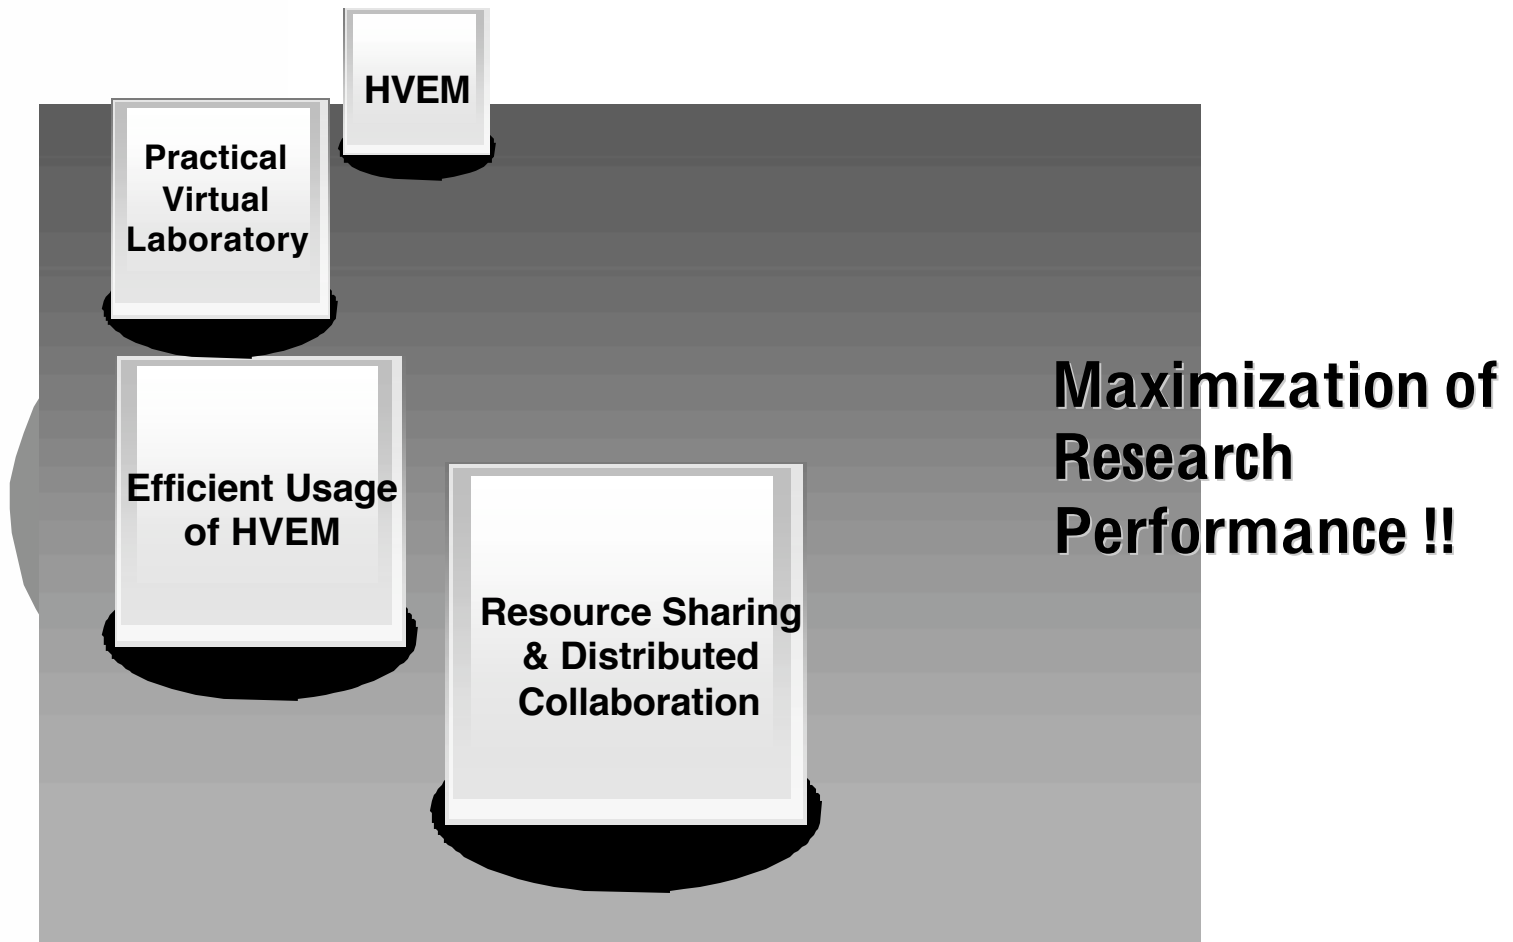 HVEM
Practical
Virtual
Laboratory
Efficient Usage
of HVEM
Resource Sharing
& Distributed
Collaboration
Maximization of
Research
Performance !!